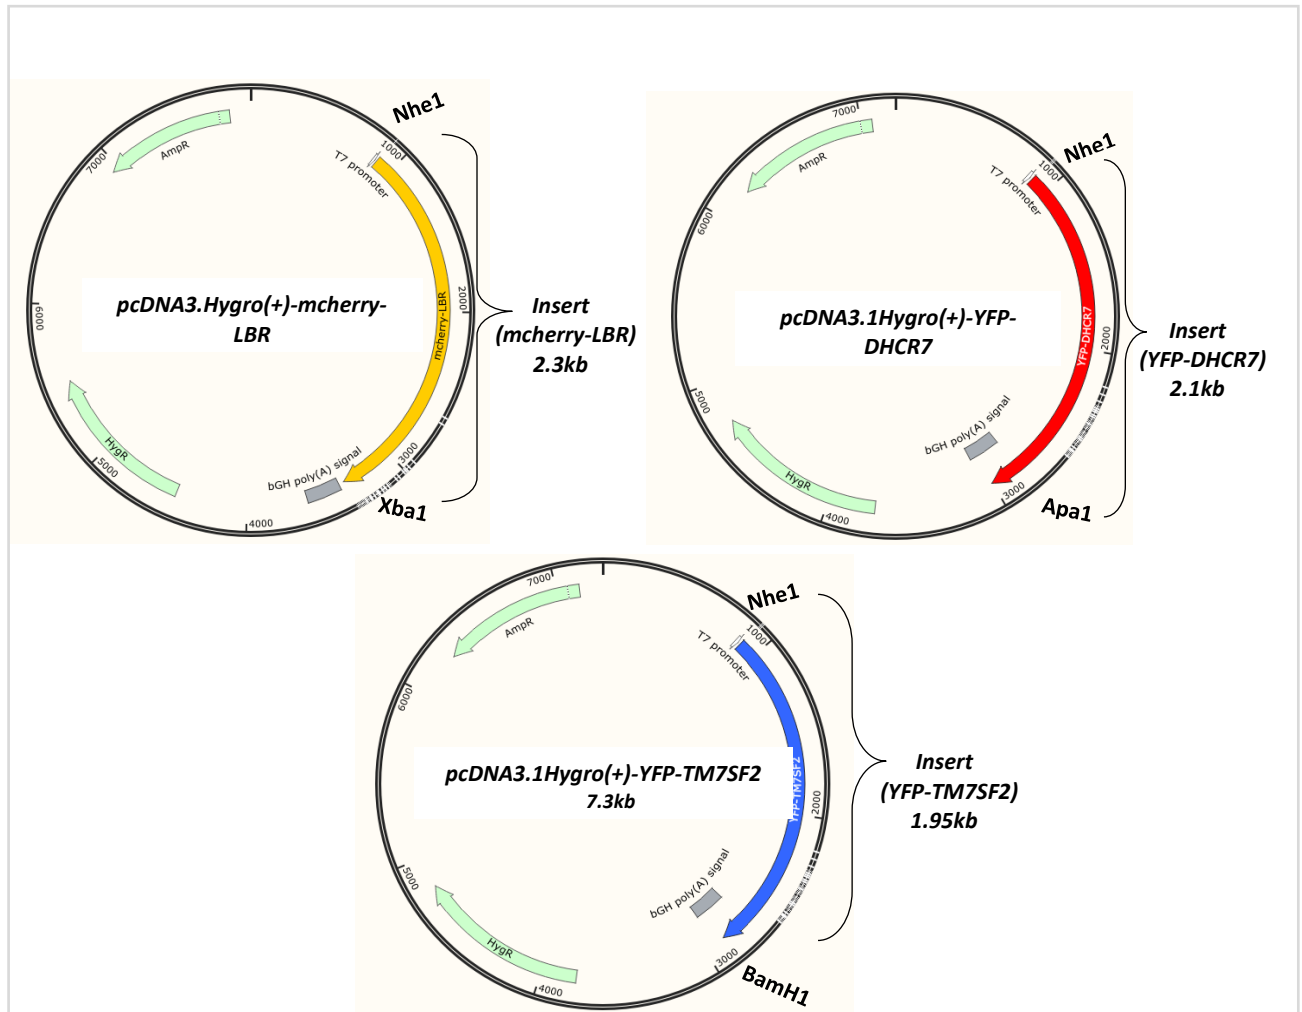 Nhe1
1000
T7 promoter
AmpR
7000
6000
pcDNA3.Hygro(+)-mcherry-
LBR
mcherry-LBR
2000
Insert
(mcherry-LBR)
2.3kb
HygR
5000
bGH poly(A) signal
3000
Xba1
4000
Nhe1
1000
T7 promoter
7000
AmpR
6000
pcDNA3.1Hygro(+)-YFP-
DHCR7
YFP-DHCR7
2000
Insert
(YFP-DHCR7)
2.1kb
5000
bGH poly(A) signal
HygR
3000
Apa1
4000
Nhe1
1000
T7 promoter
7000
AmpR
6000
pcDNA3.1Hygro(+)-YFP-TM7SF2
7.3kb
YFP-TM7SF2
2000
Insert
(YFP-TM7SF2)
1.95kb
5000
bGH poly(A) signal
HygR
3000
BamH1
4000